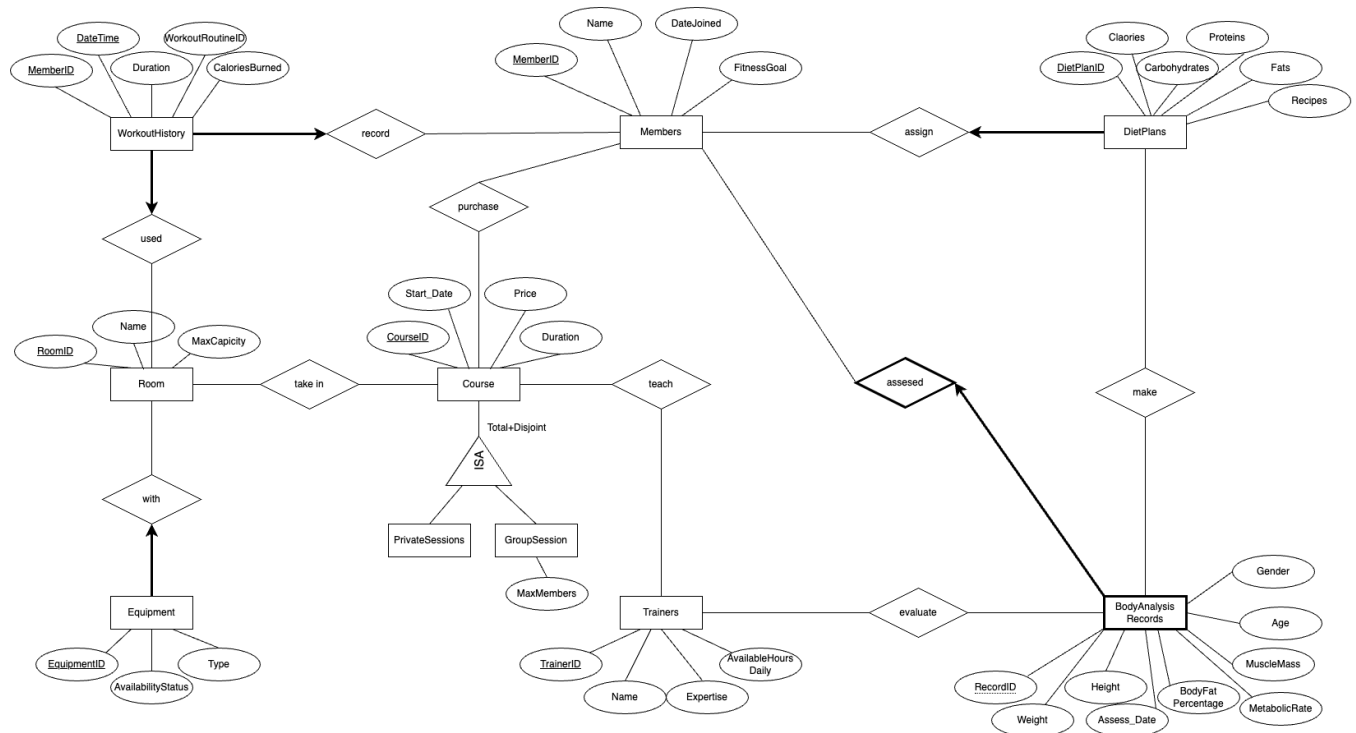 Name
DateJoined
DateTime
WorkoutRoutineID
Claories
Proteins
MemberID
Duration
CaloriesBurned
MemberID
FitnessGoal
DietPlanID
Carbohydrates
Fats
Recipes
WorkoutHistory
record
Members
assign
DietPlans
purchase
used
Start_Date
Price
Name
RoomID
MaxCapicity
CourseID
Duration
Room
take in
Course
teach
assesed
make
Total+Disjoint
ISA
with
PrivateSessions
GroupSession
MaxMembers
Gender
Equipment
Trainers
evaluate
BodyAnalysis
Records
Age
EquipmentID
Type
AvailabilityStatus
TrainerID
AvailableHours
Daily
Name
Expertise
MuscleMass
RecordID
Height
BodyFat
Percentage
MetabolicRate
Weight
Assess_Date